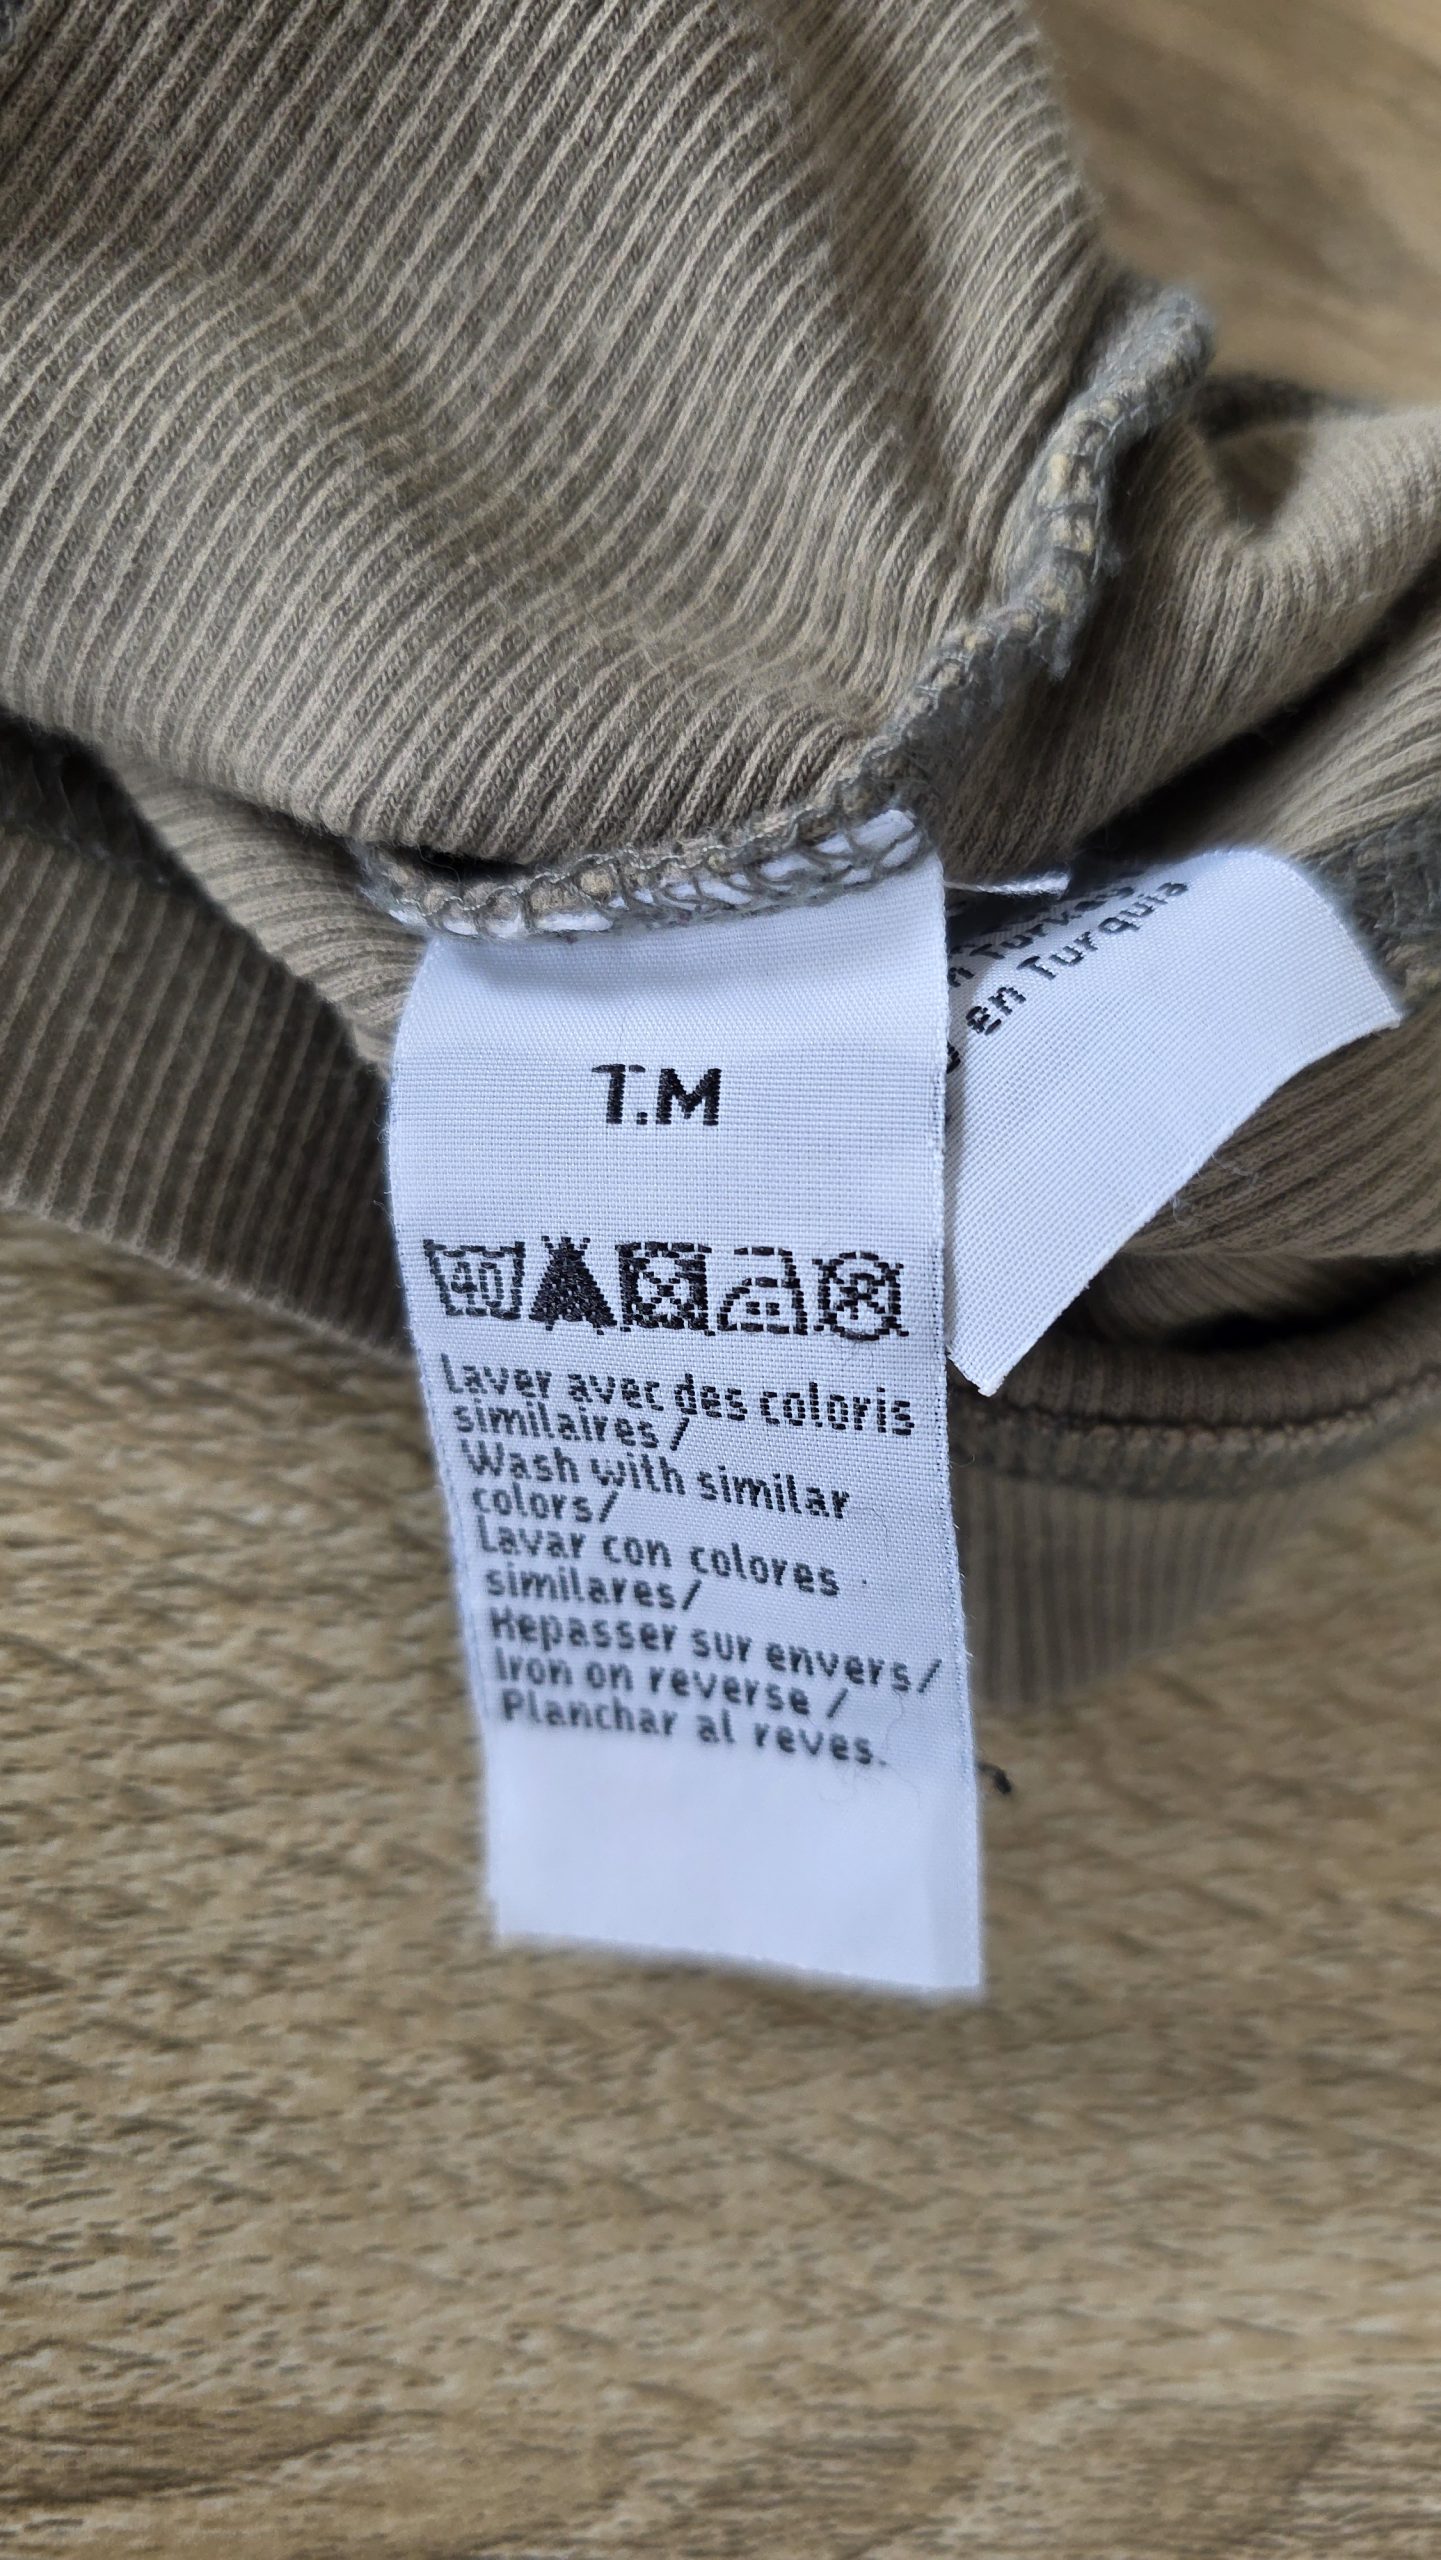 T.M
40
Laver avec des coloris
similaires/
Wash with similar
colors/
Lavar con colores
similares/
Repasser sur envers/
Iron on reverse/
Planchar al reves.
en Turquia